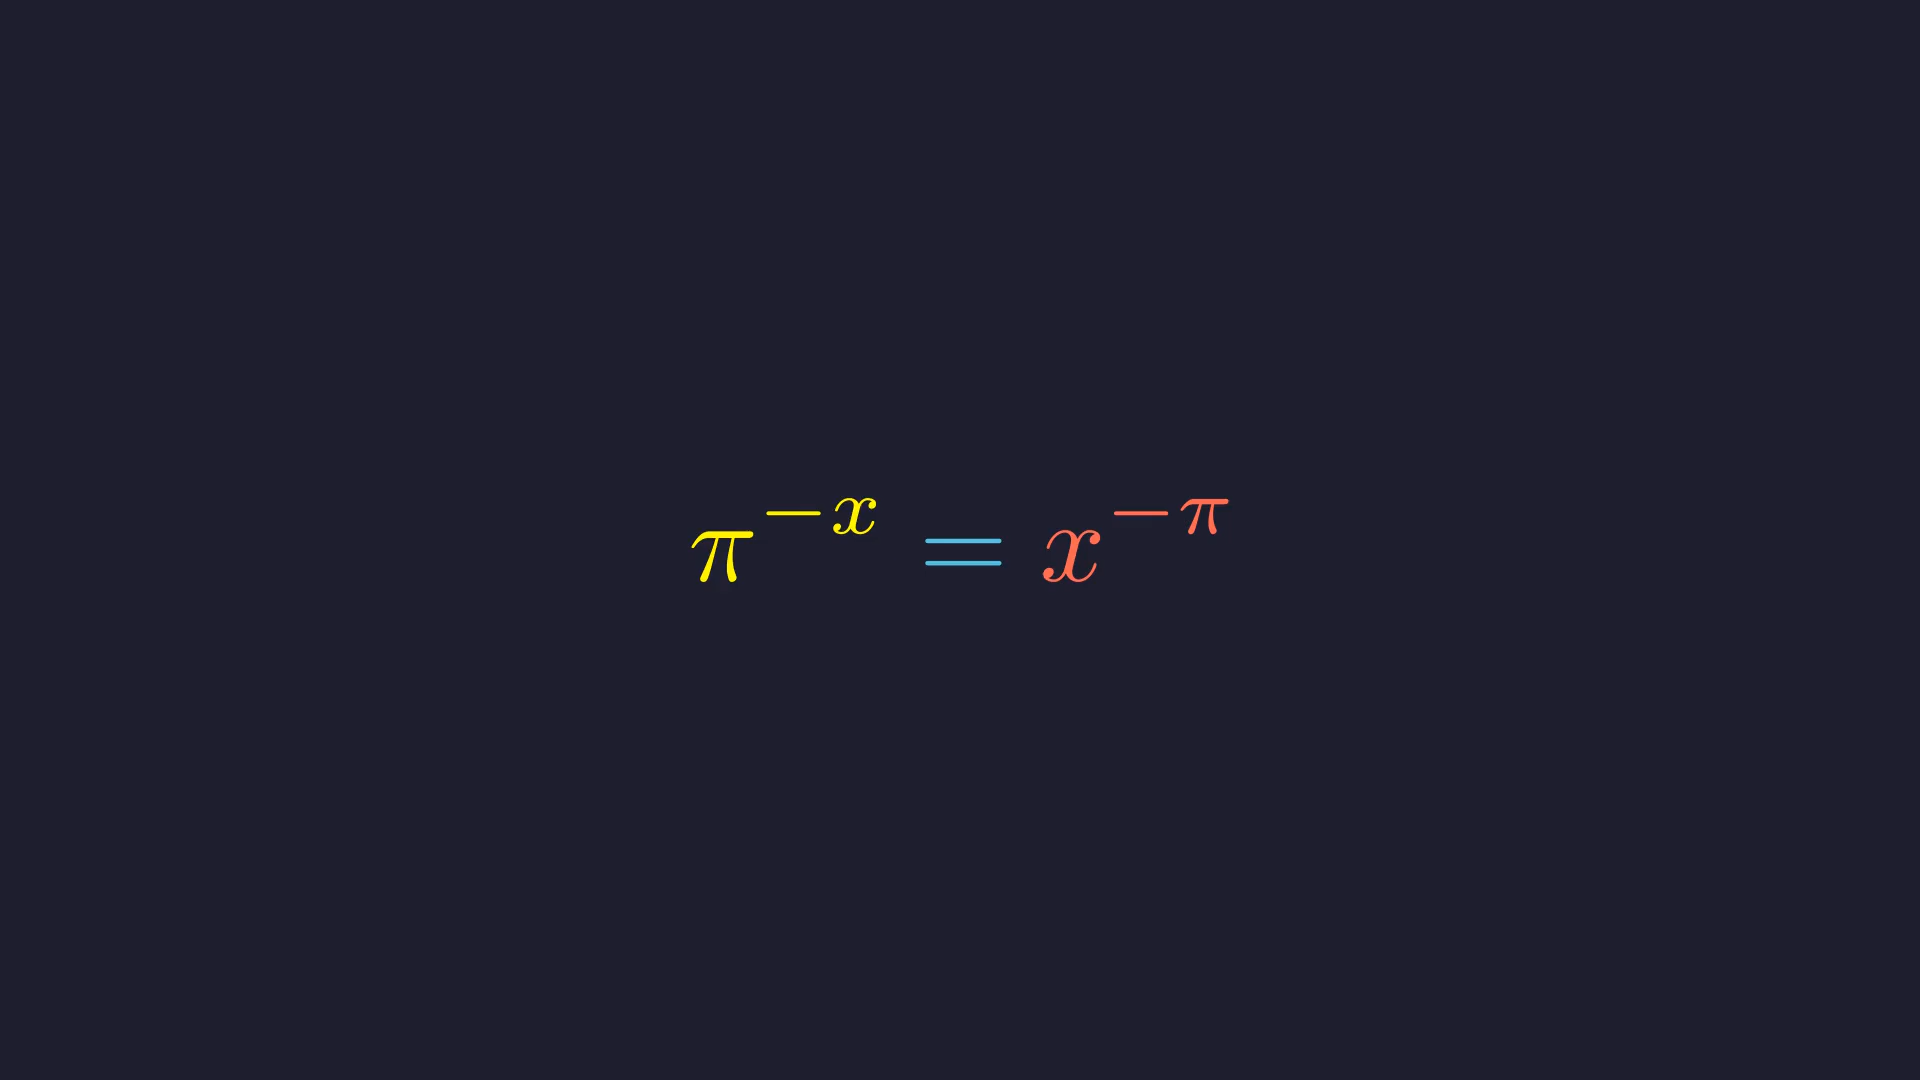 π^{-x} = x^{-π}